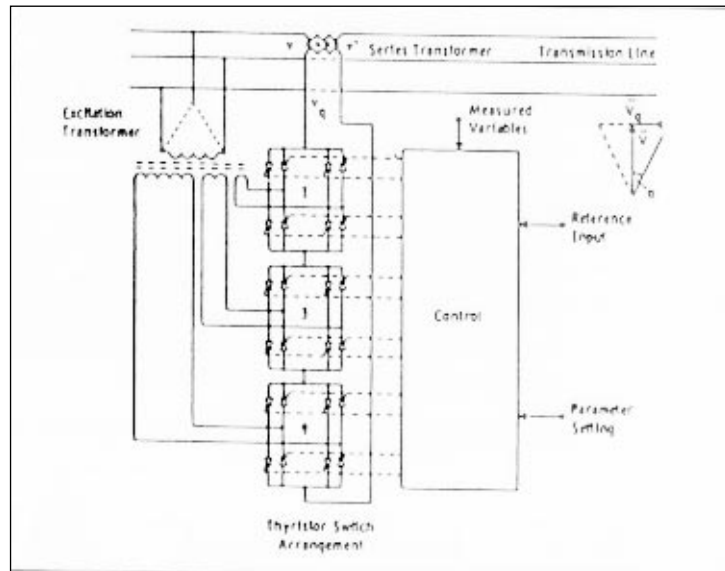 Series Transformer
Transmission Line
Excitation
Transformer
V
V'
Vq
Measured
Variables
Vq
V
1
3
9
Control
Reference
Input
Parameter
Setting
Thyristor Switch
Arrangement